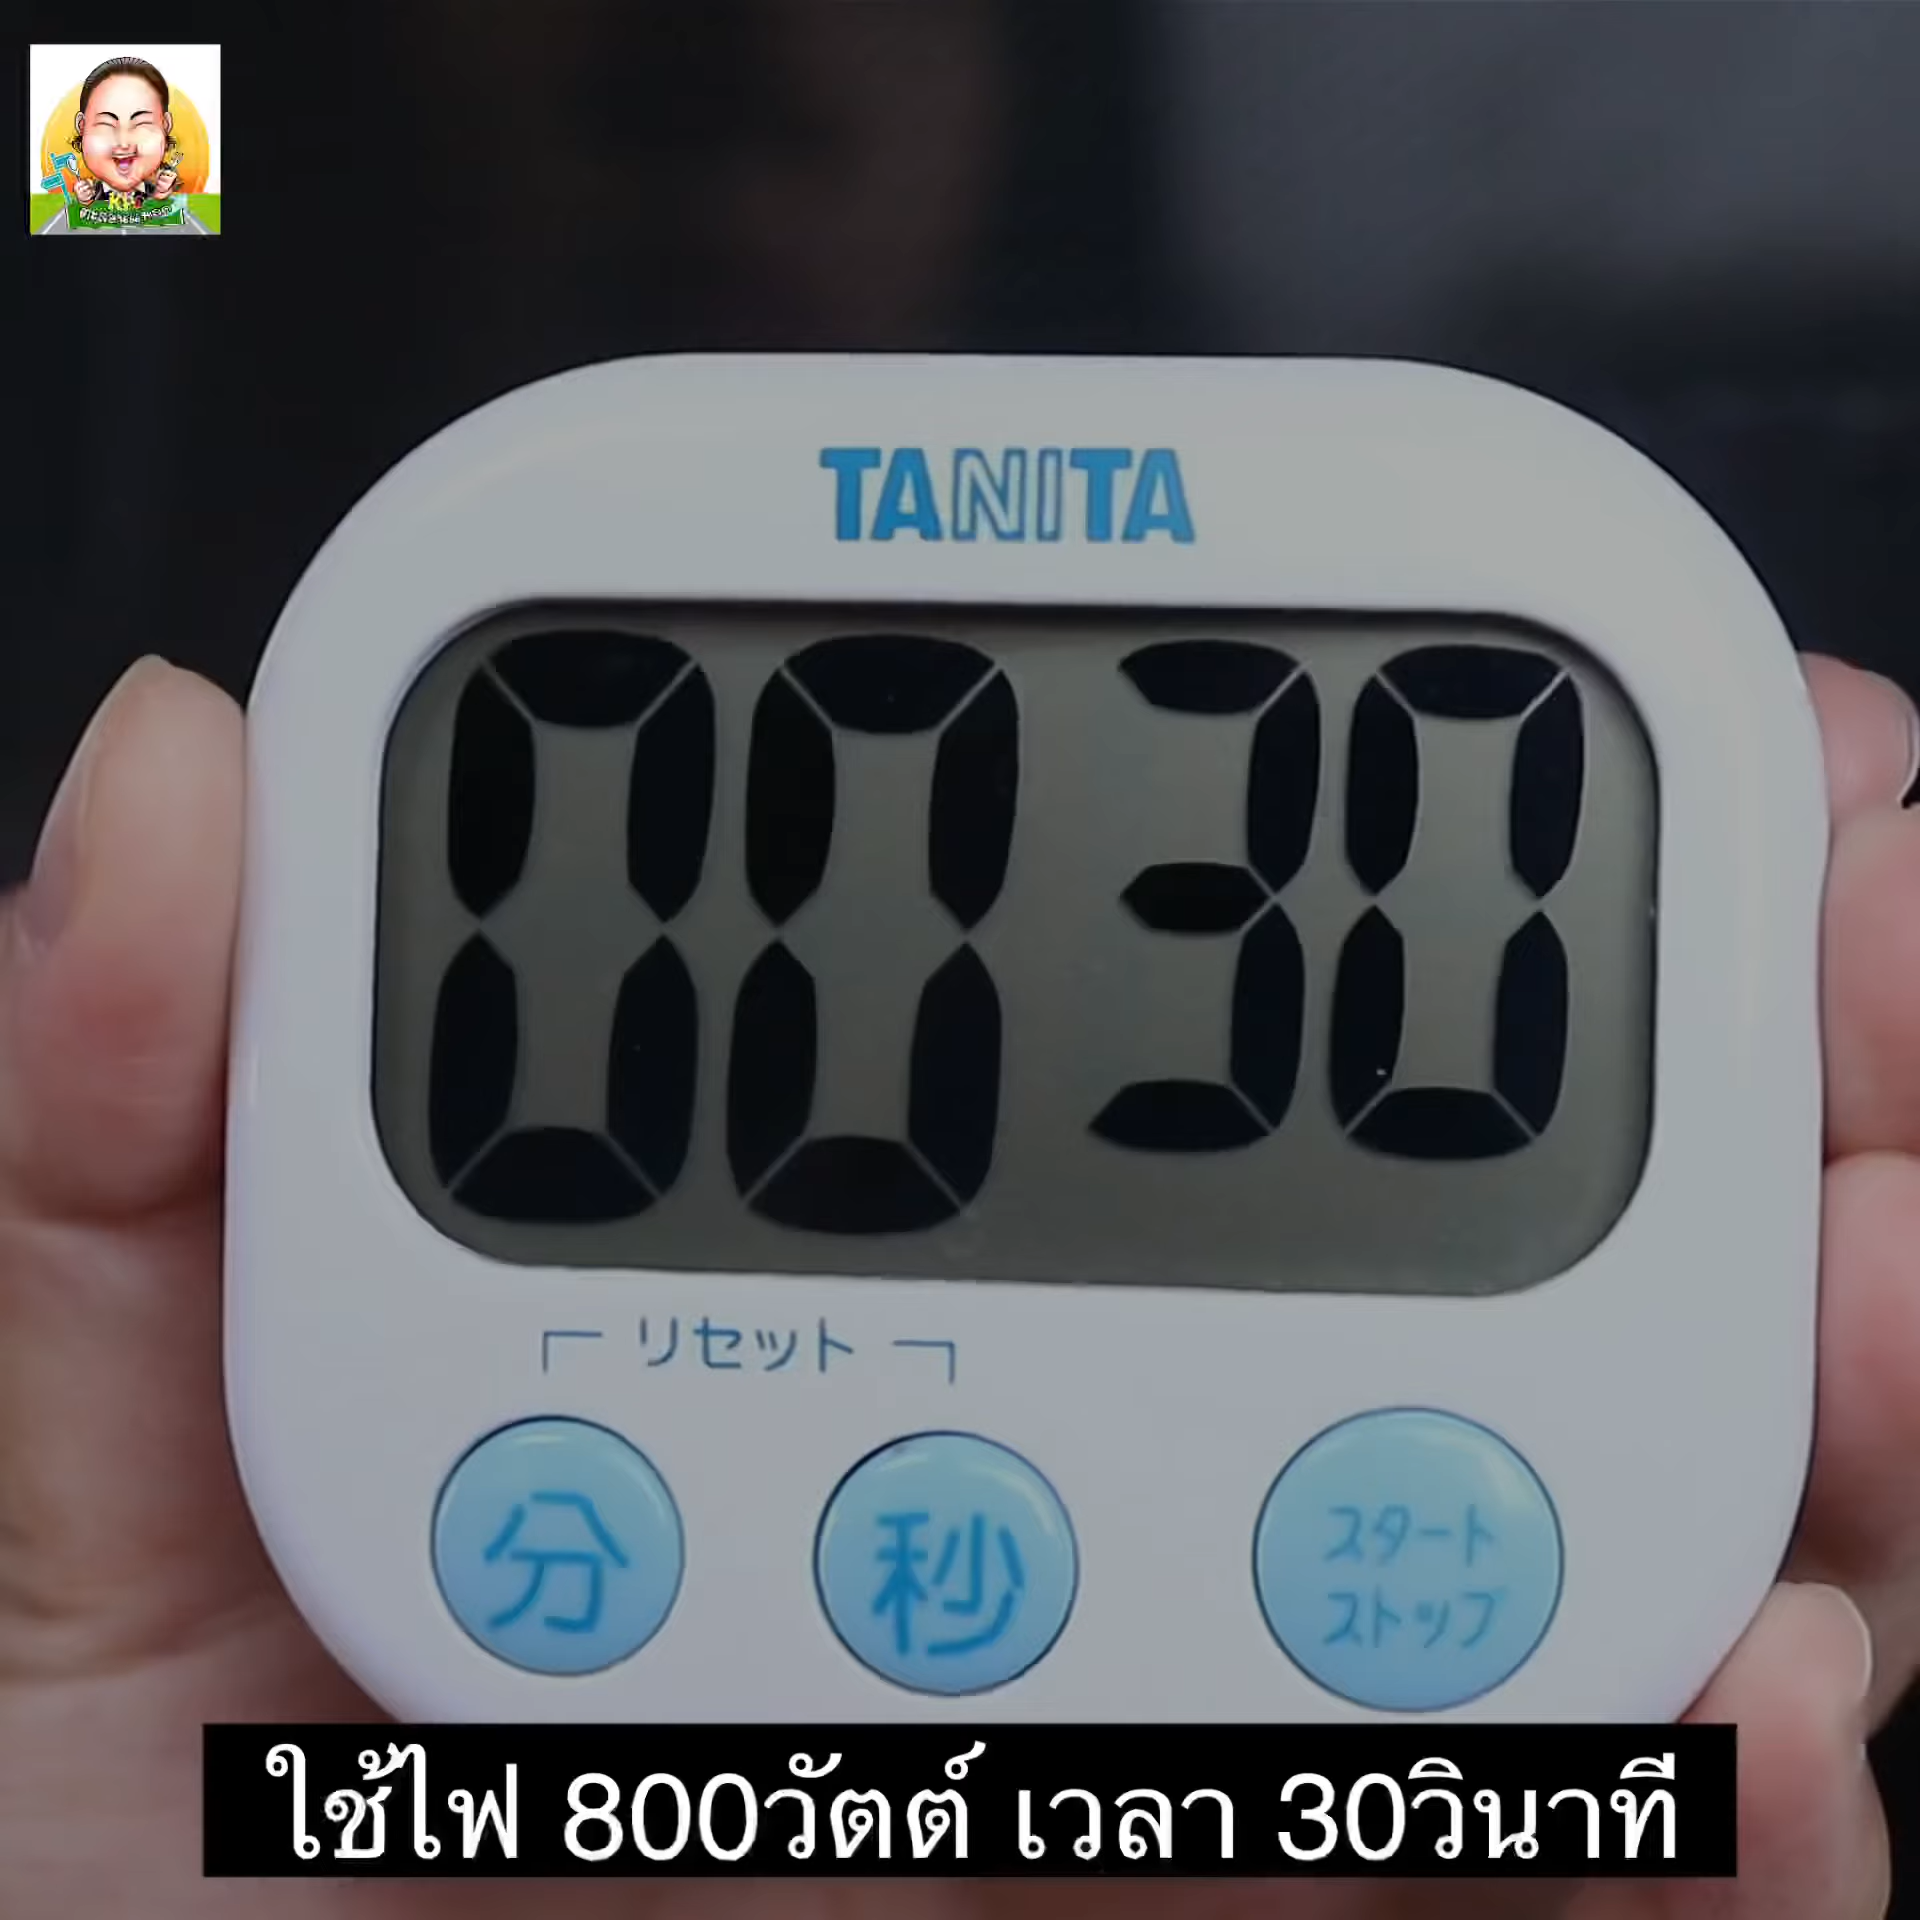 TANITA
00 30
リセット
分
秒
スタート
ストップ
ใช้ไฟ 800วัตต์ เวลา 30วินาที